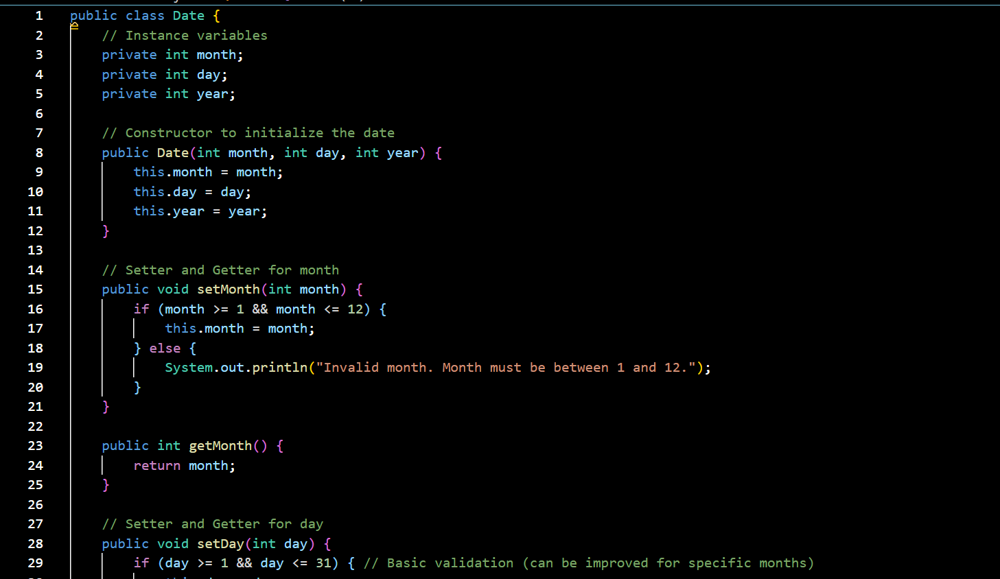 1 public class Date {
2 // Instance variables
3 private int month;
4 private int day;
5 private int year;
6
7 // Constructor to initialize the date
8 public Date(int month, int day, int year) {
9 this.month = month;
10 this.day = day;
11 this.year = year;
12 }
13
14 // Setter and Getter for month
15 public void setMonth(int month) {
16 if (month >= 1 && month <= 12) {
17 this.month = month;
18 } else {
19 System.out.println("Invalid month. Month must be between 1 and 12.");
20 }
21 }
22
23 public int getMonth() {
24 return month;
25 }
26
27 // Setter and Getter for day
28 public void setDay(int day) {
29 if (day >= 1 && day <= 31) { // Basic validation (can be improved for specific months)